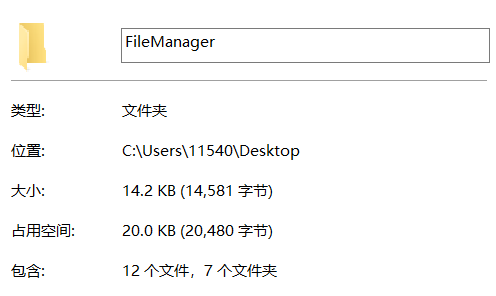 FileManager
类型: 文件夹
位置: C:\Users\11540\Desktop
大小: 14.2 KB (14,581 字节)
占用空间: 20.0 KB (20,480 字节)
包含: 12 个文件，7 个文件夹